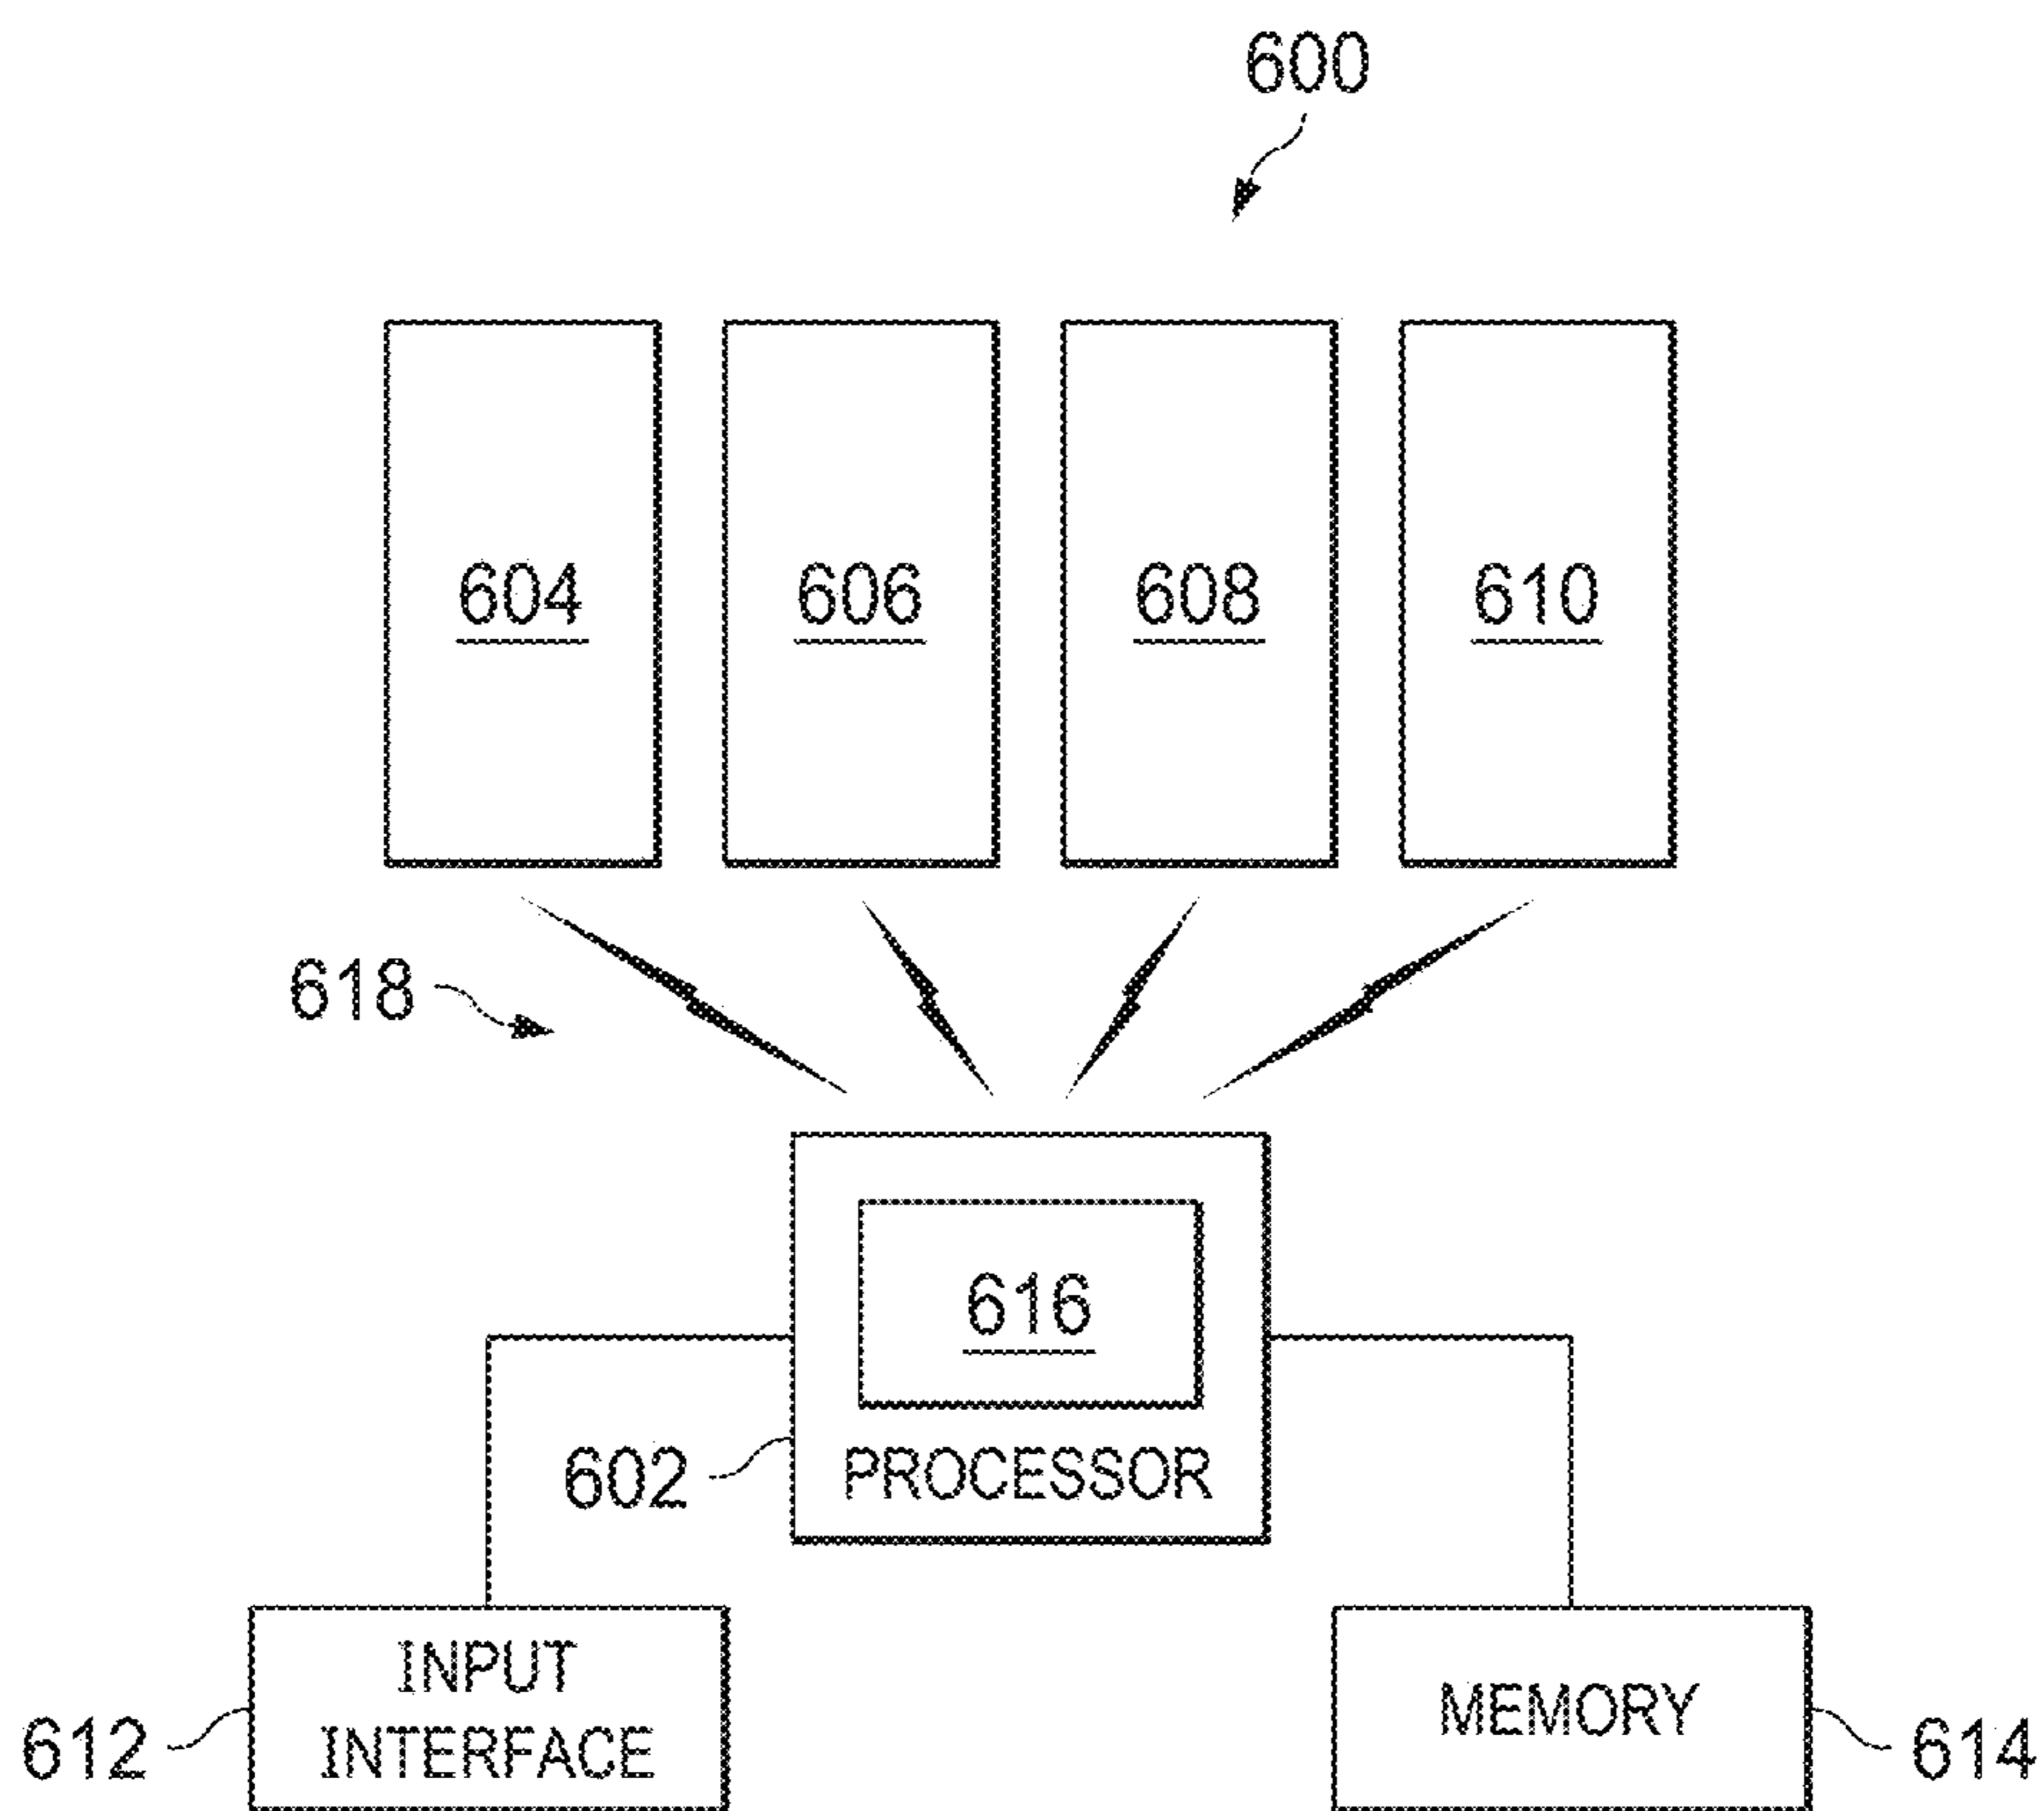 600
604
606
608
610
618
616
602
PROCESSOR
INPUT
INTERFACE
MEMORY
612
614